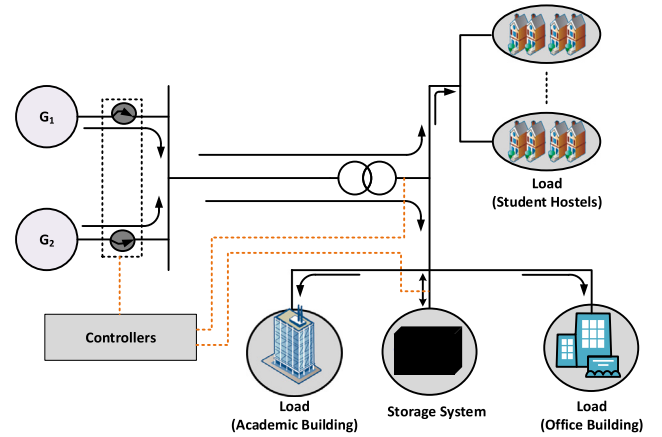 G1
G2
Load
(Student Hostels)
Controllers
Load
(Academic Building)
Storage System
Load
(Office Building)